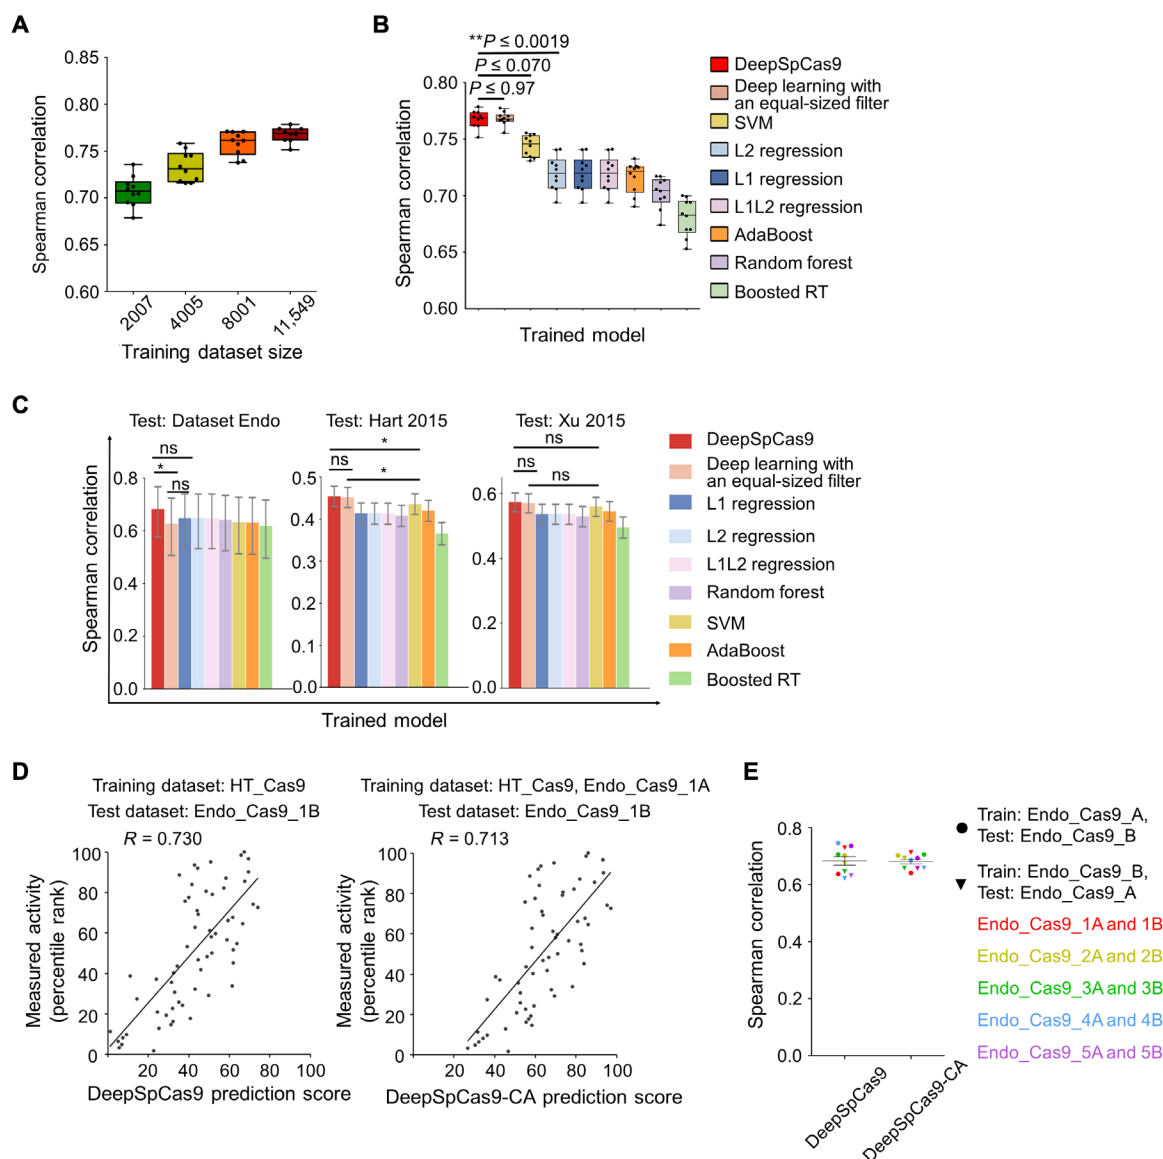 A
0.85
0.80
0.75
0.70
0.65
0.60
Spearman correlation
2007
4005
8001
11,549
Training dataset size
B
**P ≤ 0.0019
P ≤ 0.070
P ≤ 0.97
0.80
0.75
0.70
0.65
0.60
Spearman correlation
Trained model
DeepSpCas9
Deep learning with
an equal-sized filter
SVM
L2 regression
L1 regression
L1L2 regression
AdaBoost
Random forest
Boosted RT
C
Spearman correlation
Test: Dataset Endo
ns
*
ns
0.8
0.6
0.4
0.2
0.0
Test: Hart 2015
*
ns
*
0.5
0.4
0.3
0.2
0.1
0.0
Test: Xu 2015
ns
ns
ns
0.6
0.4
0.2
0.0
Trained model
DeepSpCas9
Deep learning with
an equal-sized filter
L1 regression
L2 regression
L1L2 regression
Random forest
SVM
AdaBoost
Boosted RT
D
Training dataset: HT_Cas9
Test dataset: Endo_Cas9_1B
R = 0.730
Measured activity
(percentile rank)
100
80
60
40
20
0
0 20 40 60 80 100
DeepSpCas9 prediction score
Training dataset: HT_Cas9, Endo_Cas9_1A
Test dataset: Endo_Cas9_1B
R = 0.713
Measured activity
(percentile rank)
100
80
60
40
20
0
20 40 60 80 100
DeepSpCas9-CA prediction score
E
Spearman correlation
0.8
0.6
0.4
0.2
0.0
DeepSpCas9
DeepSpCas9-CA
Train: Endo_Cas9_A,
Test: Endo_Cas9_B
Train: Endo_Cas9_B,
Test: Endo_Cas9_A
Endo_Cas9_1A and 1B
Endo_Cas9_2A and 2B
Endo_Cas9_3A and 3B
Endo_Cas9_4A and 4B
Endo_Cas9_5A and 5B